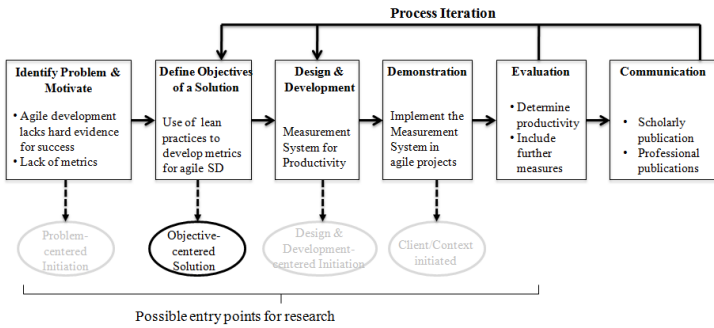 Process Iteration
Identify Problem &
Motivate
• Agile development
lacks hard evidence
for success
• Lack of metrics
Define Objectives
of a Solution
Use of lean
practices to
develop metrics
for agile SD
Design &
Development
Measurement
System for
Productivity
Demonstration
Implement the
Measurement
System in
agile projects
Evaluation
• Determine
productivity
• Include
further
measures
Communication
• Scholarly
publication
• Professional
publications
Problem-
centered
Initiation
Objective-
centered
Solution
Design &
Development-
centered Initiation
Client/Context
initiated
Possible entry points for research